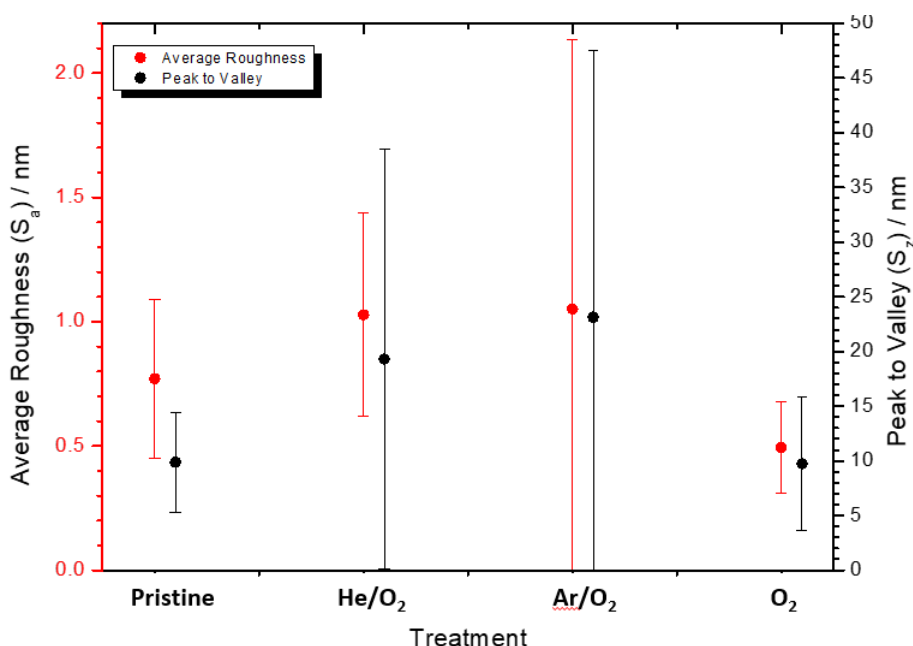 Average Roughness
Peak to Valley
Average Roughness (Sₐ) / nm
2.0
1.5
1.0
0.5
0.0
50
45
40
35
30
25
20
15
10
5
0
Peak to Valley (S_z) / nm
Pristine He/O₂ Ar/O₂ O₂
Treatment